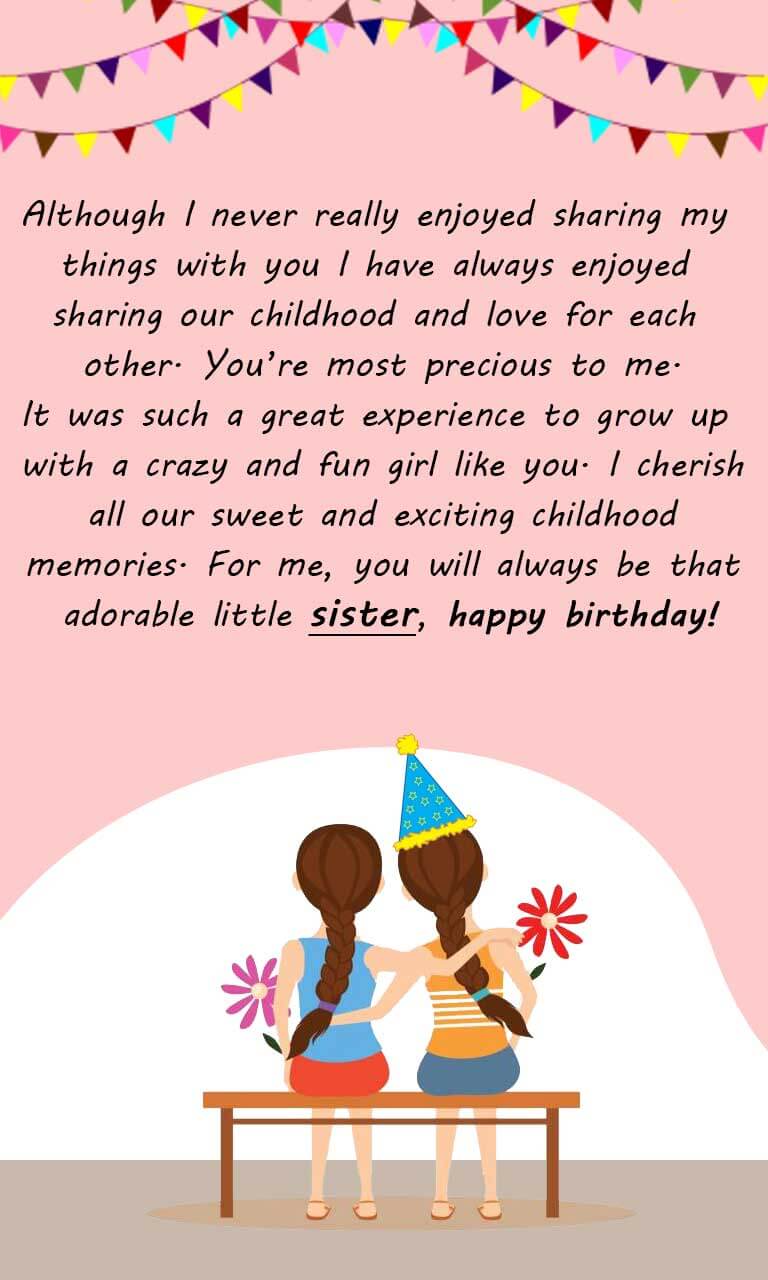 Although I never really enjoyed sharing my
things with you I have always enjoyed
sharing our childhood and love for each
other. You're most precious to me.
It was such a great experience to grow up
with a crazy and fun girl like you. I cherish
all our sweet and exciting childhood
memories. For me, you will always be that
adorable little sister, happy birthday!